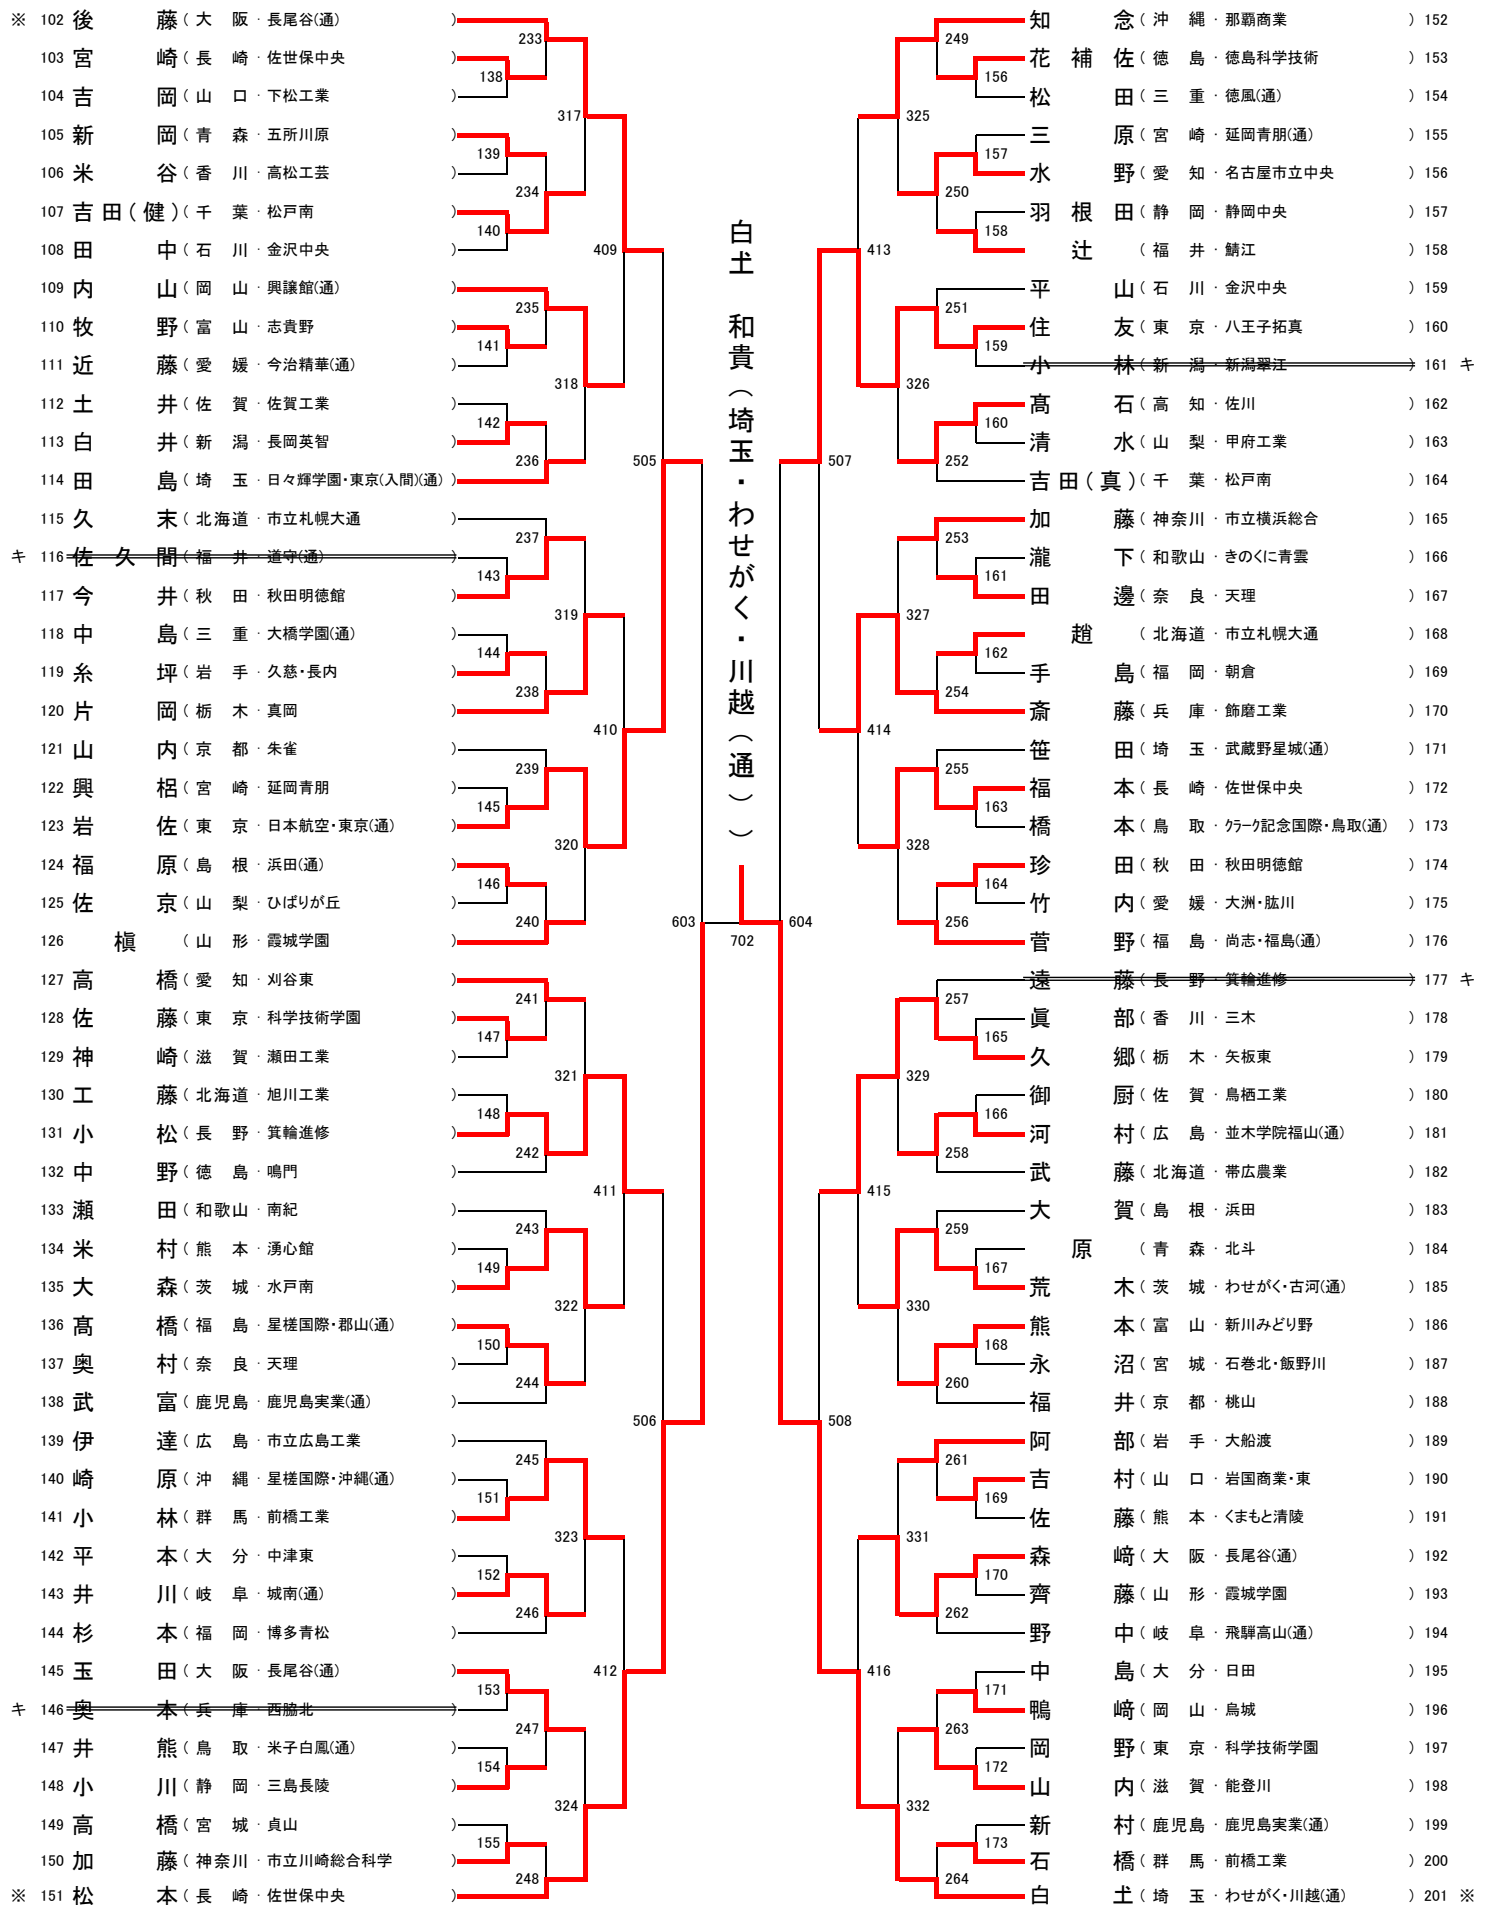 ※ 102 後藤 ( 大阪 · 長尾谷(通) )
103 宮崎 ( 長崎 · 佐世保中央 )
104 吉岡 ( 山口 · 下松工業 )
105 新岡 ( 青森 · 五所川原 )
106 米谷 ( 香川 · 高松工芸 )
107 吉田(健) ( 千葉 · 松戸南 )
108 田中 ( 石川 · 金沢中央 )
109 内山 ( 岡山 · 興譲館(通) )
110 牧野 ( 富山 · 志貴野 )
111 近藤 ( 愛媛 · 今治精華(通) )
112 土井 ( 佐賀 · 佐賀工業 )
113 白井 ( 新潟 · 長岡英智 )
114 田島 ( 埼玉 · 日々輝学園・東京(入間)(通) )
115 久末 ( 北海道 · 市立札幌大通 )
キ 116 佐久間 ( 福井 · 道守(通) )
117 今井 ( 秋田 · 秋田明徳館 )
118 中島 ( 三重 · 大橋学園(通) )
119 糸坪 ( 岩手 · 久慈・長内 )
120 片岡 ( 栃木 · 真岡 )
121 山内 ( 京都 · 朱雀 )
122 興梠 ( 宮崎 · 延岡青朋 )
123 岩佐 ( 東京 · 日本航空・東京(通) )
124 福原 ( 島根 · 浜田(通) )
125 佐京 ( 山梨 · ひばりが丘 )
126 槇 ( 山形 · 霞城学園 )
127 高橋 ( 愛知 · 刈谷東 )
128 佐藤 ( 東京 · 科学技術学園 )
129 神崎 ( 滋賀 · 瀬田工業 )
130 工藤 ( 北海道 · 旭川工業 )
131 小松 ( 長野 · 箕輪進修 )
132 中野 ( 徳島 · 鳴門 )
133 瀬田 ( 和歌山 · 南紀 )
134 米村 ( 熊本 · 湧心館 )
135 大森 ( 茨城 · 水戸南 )
136 髙橋 ( 福島 · 星槎国際・郡山(通) )
137 奥村 ( 奈良 · 天理 )
138 武富 ( 鹿児島 · 鹿児島実業(通) )
139 伊達 ( 広島 · 市立広島工業 )
140 崎原 ( 沖縄 · 星槎国際・沖縄(通) )
141 小林 ( 群馬 · 前橋工業 )
142 平本 ( 大分 · 中津東 )
143 井川 ( 岐阜 · 城南(通) )
144 杉本 ( 福岡 · 博多青松 )
145 玉田 ( 大阪 · 長尾谷(通) )
キ 146 奥本 ( 兵庫 · 西脇北 )
147 井熊 ( 鳥取 · 米子白鳳(通) )
148 小川 ( 静岡 · 三島長陵 )
149 高橋 ( 宮城 · 貞山 )
150 加藤 ( 神奈川 · 市立川崎総合科学 )
※ 151 松本 ( 長崎 · 佐世保中央 )
138
139
140
141
142
143
144
145
146
147
148
149
150
151
152
153
154
155
233
234
235
236
237
238
239
240
241
242
243
244
245
246
247
248
317
318
319
320
321
322
323
324
409
410
411
412
505
506
603
白土 和貴(埼玉・わせがく・川越(通))
702
604
507
508
413
414
415
416
325
326
327
328
329
330
331
332
249
250
251
252
253
254
255
256
257
258
259
260
261
262
263
264
156
157
158
159
160
161
162
163
164
165
166
167
168
169
170
171
172
173
知念 ( 沖縄 · 那覇商業 ) 152
花補佐 ( 徳島 · 徳島科学技術 ) 153
松田 ( 三重 · 徳風(通) ) 154
三原 ( 宮崎 · 延岡青朋(通) ) 155
水野 ( 愛知 · 名古屋市立中央 ) 156
羽根田 ( 静岡 · 静岡中央 ) 157
辻 ( 福井 · 鯖江 ) 158
平山 ( 石川 · 金沢中央 ) 159
住友 ( 東京 · 八王子拓真 ) 160
小林 ( 新潟 · 新潟翠江 ) 161 キ
髙石 ( 高知 · 佐川 ) 162
清水 ( 山梨 · 甲府工業 ) 163
吉田(真) ( 千葉 · 松戸南 ) 164
加藤 ( 神奈川 · 市立横浜総合 ) 165
瀧下 ( 和歌山 · きのくに青雲 ) 166
田邊 ( 奈良 · 天理 ) 167
趙 ( 北海道 · 市立札幌大通 ) 168
手島 ( 福岡 · 朝倉 ) 169
斎藤 ( 兵庫 · 飾磨工業 ) 170
笹田 ( 埼玉 · 武蔵野星城(通) ) 171
福本 ( 長崎 · 佐世保中央 ) 172
橋本 ( 鳥取 · クラーク記念国際・鳥取(通) ) 173
珍田 ( 秋田 · 秋田明徳館 ) 174
竹内 ( 愛媛 · 大洲・肱川 ) 175
菅野 ( 福島 · 尚志・福島(通) ) 176
遠藤 ( 長野 · 箕輪進修 ) 177 キ
眞部 ( 香川 · 三木 ) 178
久郷 ( 栃木 · 矢板東 ) 179
御厨 ( 佐賀 · 鳥栖工業 ) 180
河村 ( 広島 · 並木学院福山(通) ) 181
武藤 ( 北海道 · 帯広農業 ) 182
大賀 ( 島根 · 浜田 ) 183
原 ( 青森 · 北斗 ) 184
荒木 ( 茨城 · わせがく・古河(通) ) 185
熊本 ( 富山 · 新川みどり野 ) 186
永沼 ( 宮城 · 石巻北・飯野川 ) 187
福井 ( 京都 · 桃山 ) 188
阿部 ( 岩手 · 大船渡 ) 189
吉村 ( 山口 · 岩国商業・東 ) 190
佐藤 ( 熊本 · くまもと清陵 ) 191
森﨑 ( 大阪 · 長尾谷(通) ) 192
齊藤 ( 山形 · 霞城学園 ) 193
野中 ( 岐阜 · 飛騨高山(通) ) 194
中島 ( 大分 · 日田 ) 195
鴨﨑 ( 岡山 · 烏城 ) 196
岡野 ( 東京 · 科学技術学園 ) 197
山内 ( 滋賀 · 能登川 ) 198
新村 ( 鹿児島 · 鹿児島実業(通) ) 199
石橋 ( 群馬 · 前橋工業 ) 200
白土 ( 埼玉 · わせがく・川越(通) ) 201 ※